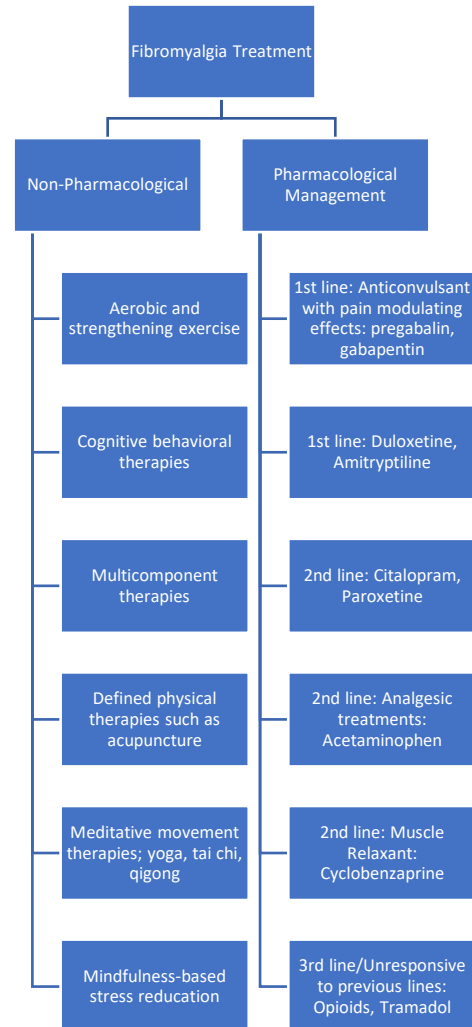 Fibromyalgia Treatment
Non-Pharmacological
Aerobic and
strengthening exercise
Cognitive behavioral
therapies
Multicomponent
therapies
Defined physical
therapies such as
acupuncture
Meditative movement
therapies; yoga, tai chi,
qigong
Mindfulness-based
stress reducation
Pharmacological
Management
1st line: Anticonvulsant
with pain modulating
effects: pregabalin,
gabapentin
1st line: Duloxetine,
Amitryptiline
2nd line: Citalopram,
Paroxetine
2nd line: Analgesic
treatments:
Acetaminophen
2nd line: Muscle
Relaxant:
Cyclobenzaprine
3rd line/Unresponsive
to previous lines:
Opioids, Tramadol